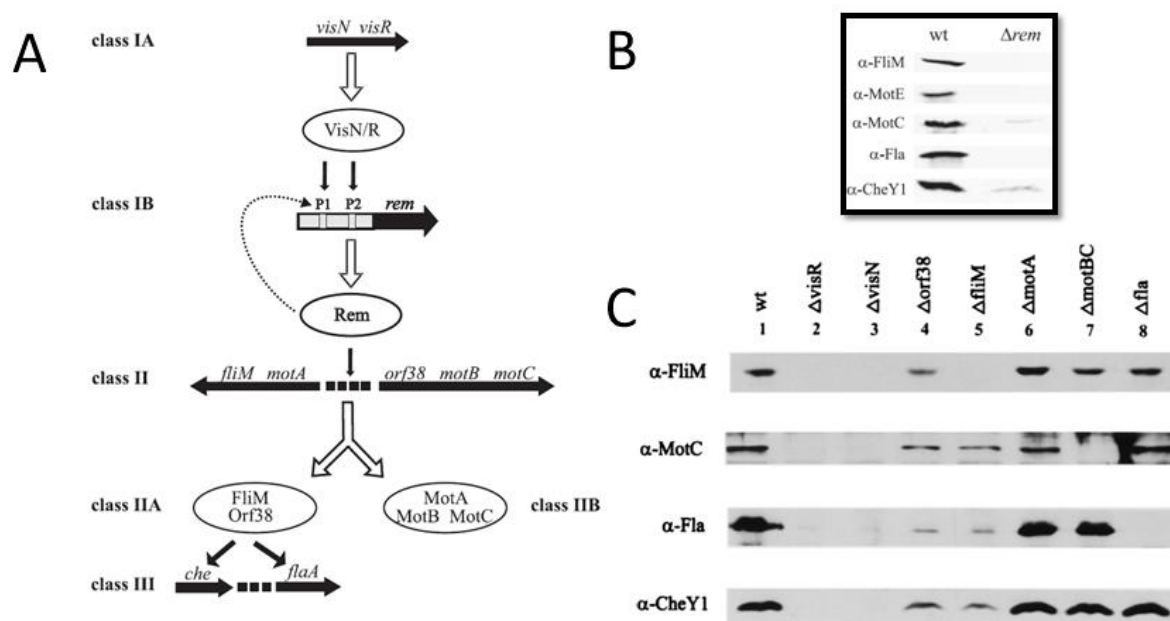 A
class IA
visN visR
VisN/R
class IB
P1 P2 rem
Rem
class II
fliM motA
orf38 motB motC
class IIA
FliM
Orf38
MotA
MotB MotC
class IIB
che
flaA
class III
B
wt Δrem
α-FliM
α-MotE
α-MotC
α-Fla
α-CheY1
C
wt ΔvisR ΔvisN Δorf38 ΔfliM ΔmotA ΔmotBC Δfla
1 2 3 4 5 6 7 8
α-FliM
α-MotC
α-Fla
α-CheY1